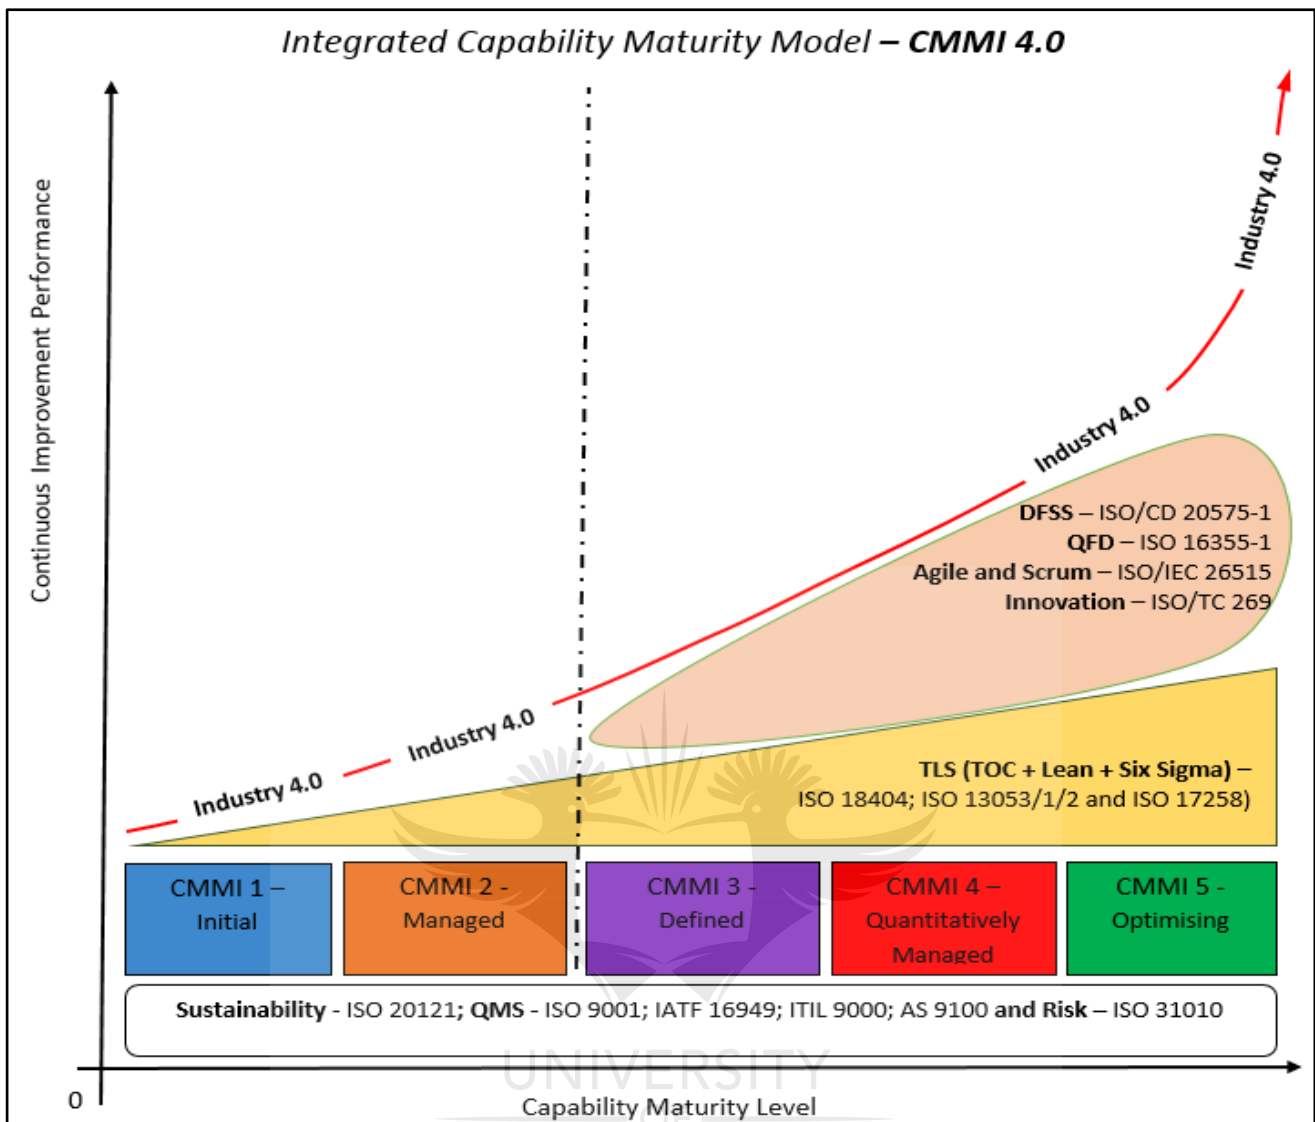 Integrated Capability Maturity Model – CMMI 4.0
Continuous Improvement Performance
Industry 4.0
Industry 4.0
Industry 4.0
Industry 4.0
DFSS – ISO/CD 20575-1
QFD – ISO 16355-1
Agile and Scrum – ISO/IEC 26515
Innovation – ISO/TC 269
TLS (TOC + Lean + Six Sigma) –
ISO 18404; ISO 13053/1/2 and ISO 17258)
CMMI 1 –
Initial
CMMI 2 -
Managed
CMMI 3 -
Defined
CMMI 4 –
Quantitatively
Managed
CMMI 5 -
Optimising
Sustainability - ISO 20121; QMS - ISO 9001; IATF 16949; ITIL 9000; AS 9100 and Risk – ISO 31010
UNIVERSITY
0
Capability Maturity Level